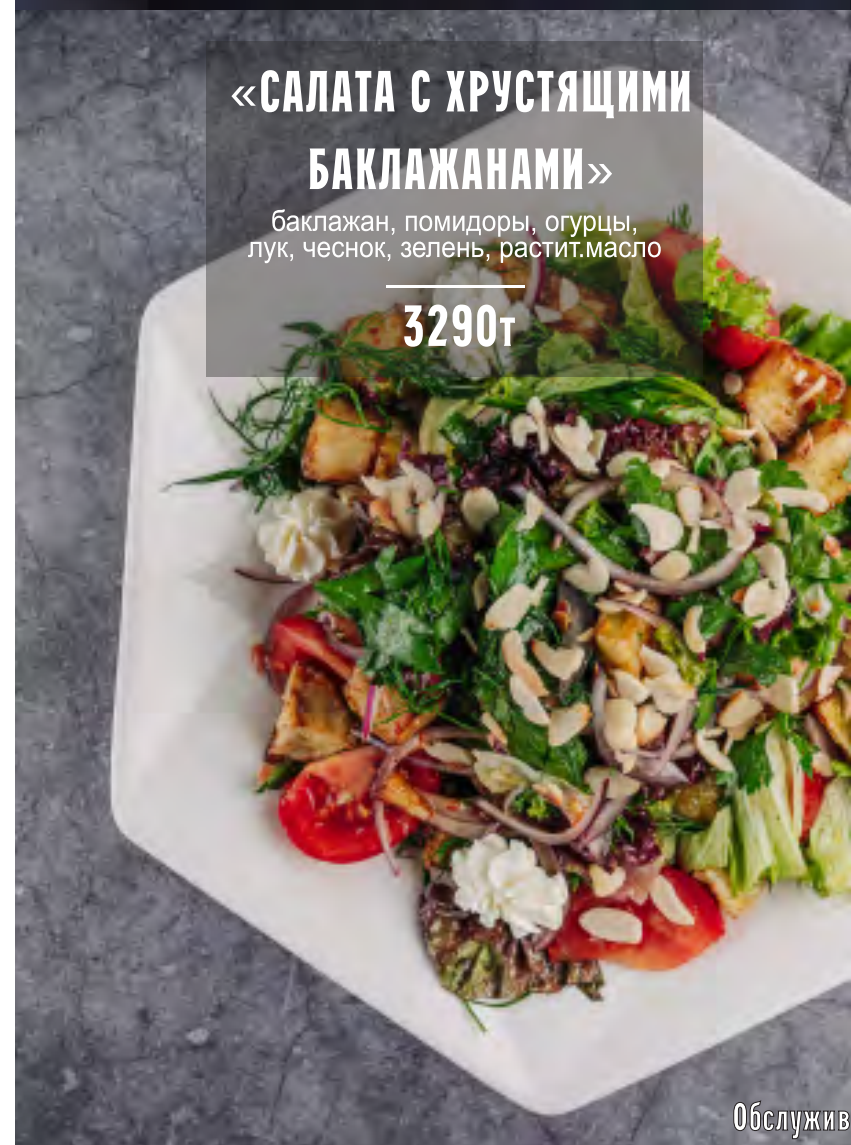 «САЛАТА С ХРУСТЯЩИМИ
БАКЛАЖАНАМИ»
баклажан, помидоры, огурцы,
лук, чеснок, зелень, растит.масло
3290т
Обслужив